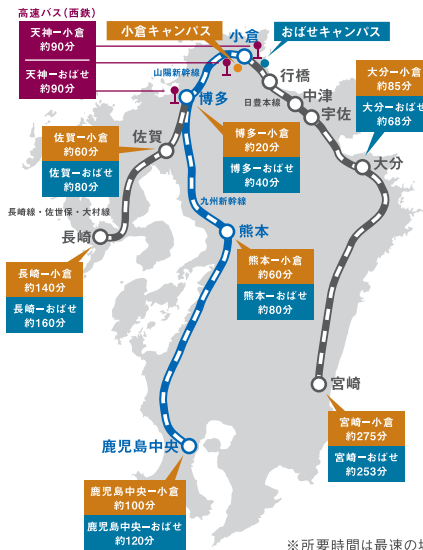 高速バス(西鉄)
天神ー小倉
約90分
天神ーおばせ
約90分
小倉キャンパス
おばせキャンパス
小倉
山陽新幹線
行橋
日豊本線
中津
宇佐
博多
大分ー小倉
約85分
大分ーおばせ
約68分
大分
佐賀
佐賀ー小倉
約60分
佐賀ーおばせ
約80分
博多ー小倉
約20分
博多ーおばせ
約40分
九州新幹線
長崎線・佐世保・大村線
長崎
長崎ー小倉
約140分
長崎ーおばせ
約160分
熊本
熊本ー小倉
約60分
熊本ーおばせ
約80分
宮崎
宮崎ー小倉
約275分
宮崎ーおばせ
約253分
鹿児島中央
鹿児島中央ー小倉
約100分
鹿児島中央ーおばせ
約120分
※所要時間は最速の